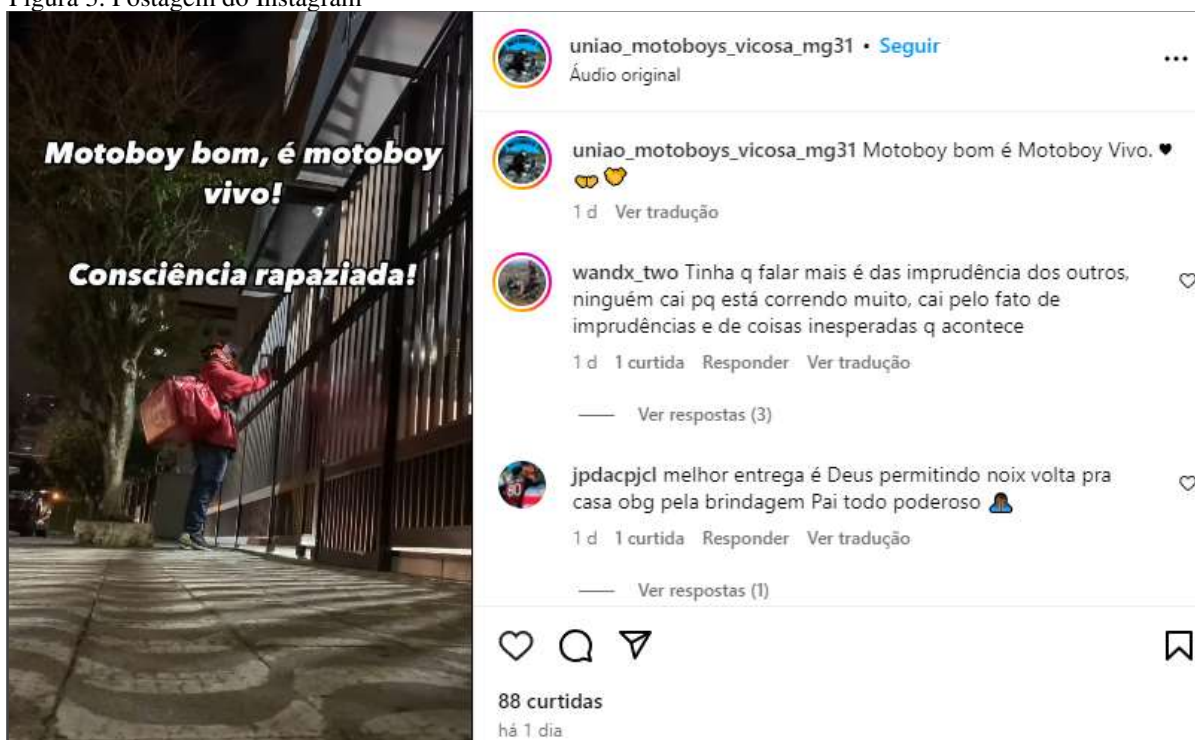 Figura 3: Postagem do Instagram
Motoboy bom, é motoboy
vivo!
Consciência rapaziada!
uniao_motoboys_vicosa_mg31 • Seguir
Áudio original
uniao_motoboys_vicosa_mg31 Motoboy bom é Motoboy Vivo. ♥
1 d Ver tradução
wandx_two Tinha q falar mais é das imprudência dos outros,
ninguém cai pq está correndo muito, cai pelo fato de
imprudências e de coisas inesperadas q acontece
1 d 1 curtida Responder Ver tradução
Ver respostas (3)
jpdacpjcl melhor entrega é Deus permitindo noix volta pra
casa obg pela brindagem Pai todo poderoso 🙏🏾
1 d 1 curtida Responder Ver tradução
Ver respostas (1)
88 curtidas
há 1 dia